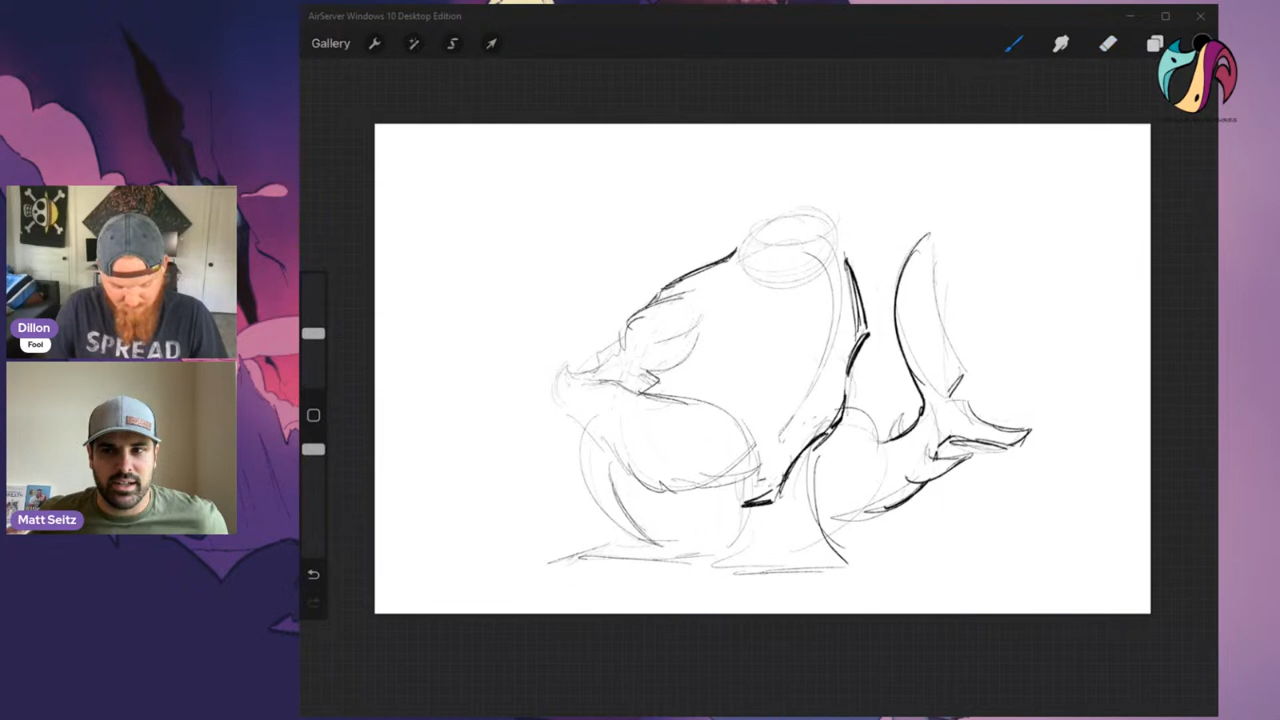 AirServer Windows 10 Desktop Edition
Gallery
Dillon
Fool
SPREAD
Matt Seitz